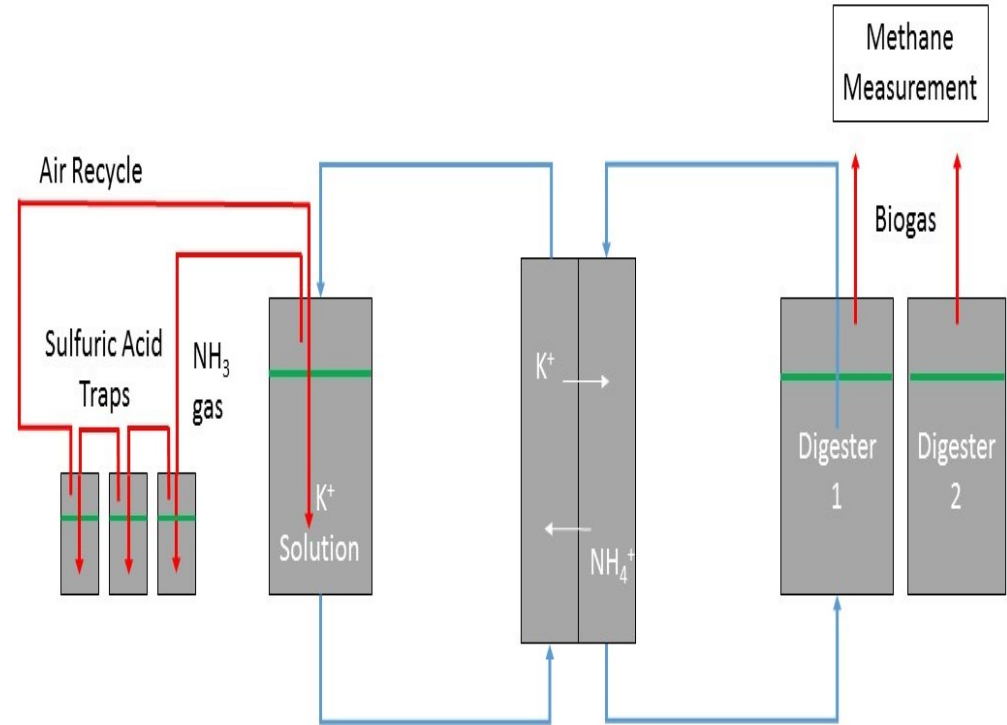 Methane
Measurement
Air Recycle
Biogas
Sulfuric Acid
Traps
NH₃
gas
K⁺
Solution
K⁺
NH₄⁺
Digester
1
Digester
2